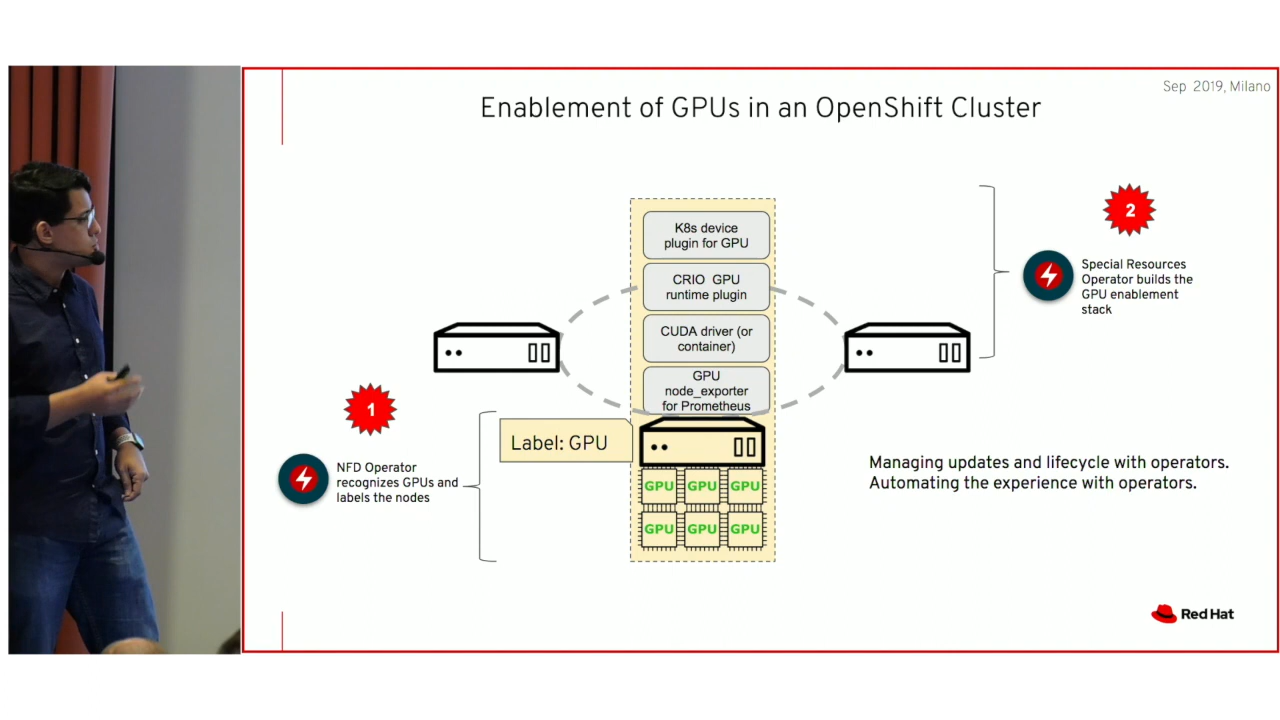 Sep 2019, Milano
Enablement of GPUs in an OpenShift Cluster
2
K8s device
plugin for GPU
CRIO GPU
runtime plugin
CUDA driver (or
container)
GPU
node_exporter
for Prometheus
Special Resources
Operator builds the
GPU enablement
stack
1
NFD Operator
recognizes GPUs and
labels the nodes
Label: GPU
GPU GPU GPU
GPU GPU GPU
Managing updates and lifecycle with operators.
Automating the experience with operators.
Red Hat